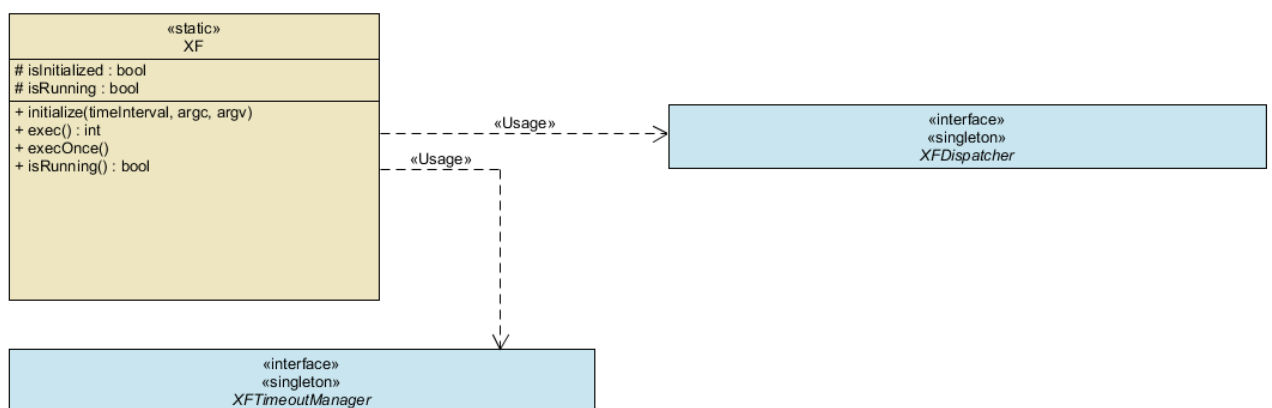 «static»
XF
# isInitialized : bool
# isRunning : bool
+ initialize(timeInterval, argc, argv)
+ exec() : int
+ execOnce()
+ isRunning() : bool
«Usage»
«Usage»
«interface»
«singleton»
XFDispatcher
«interface»
«singleton»
XFTimeoutManager